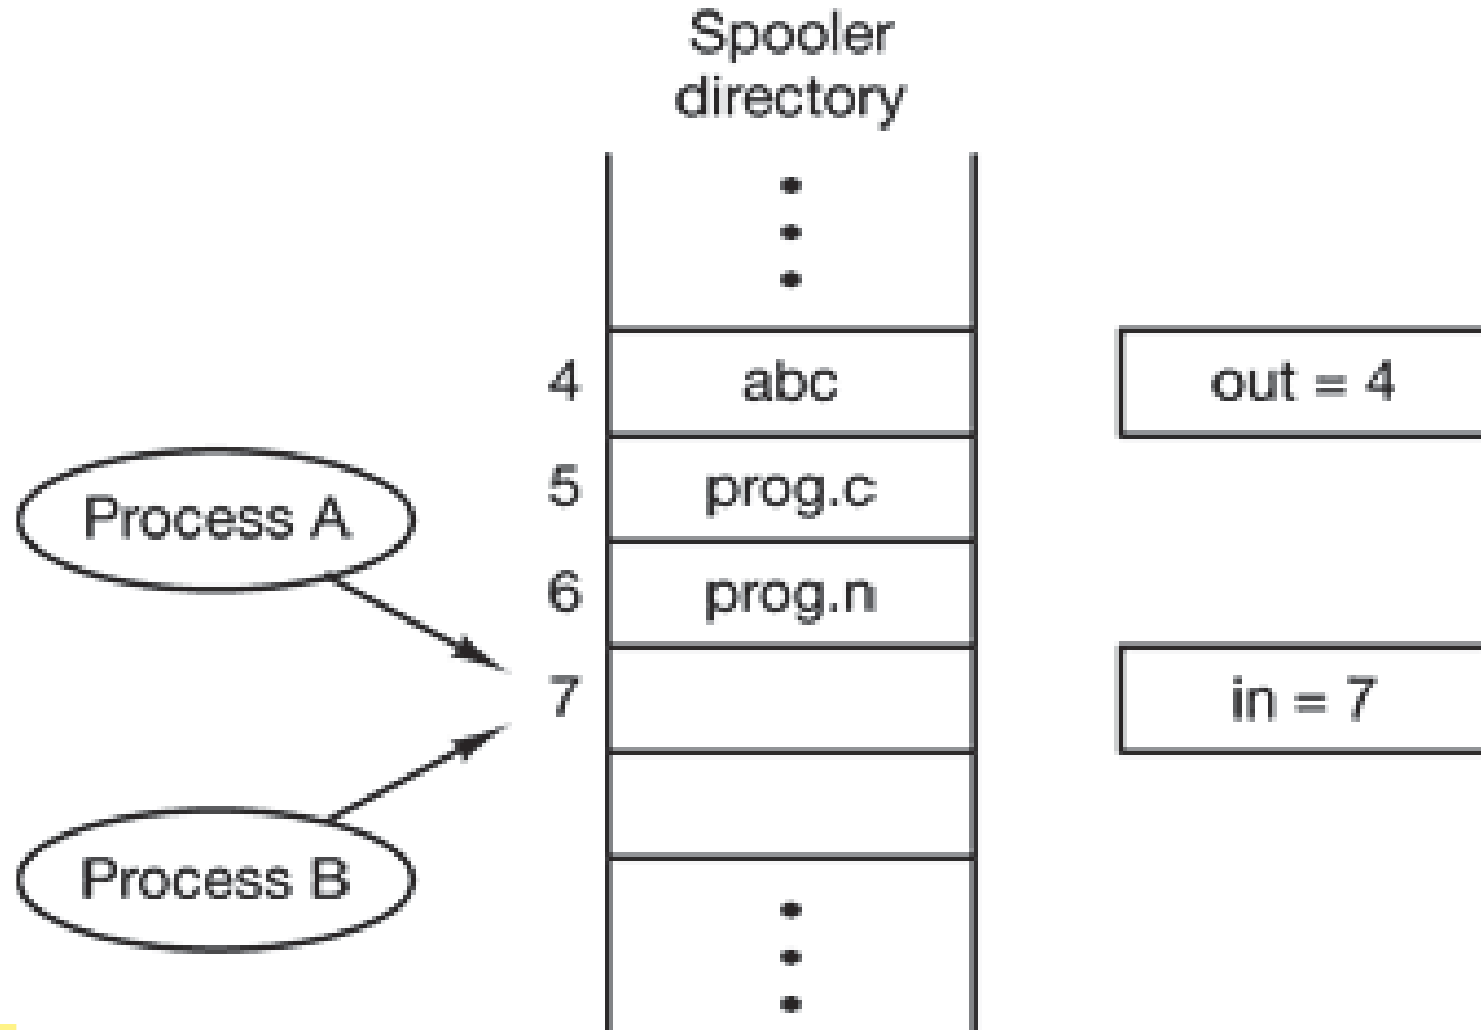 Spooler
directory
4 abc out = 4
5 prog.c
Process A
6 prog.n
7 in = 7
Process B